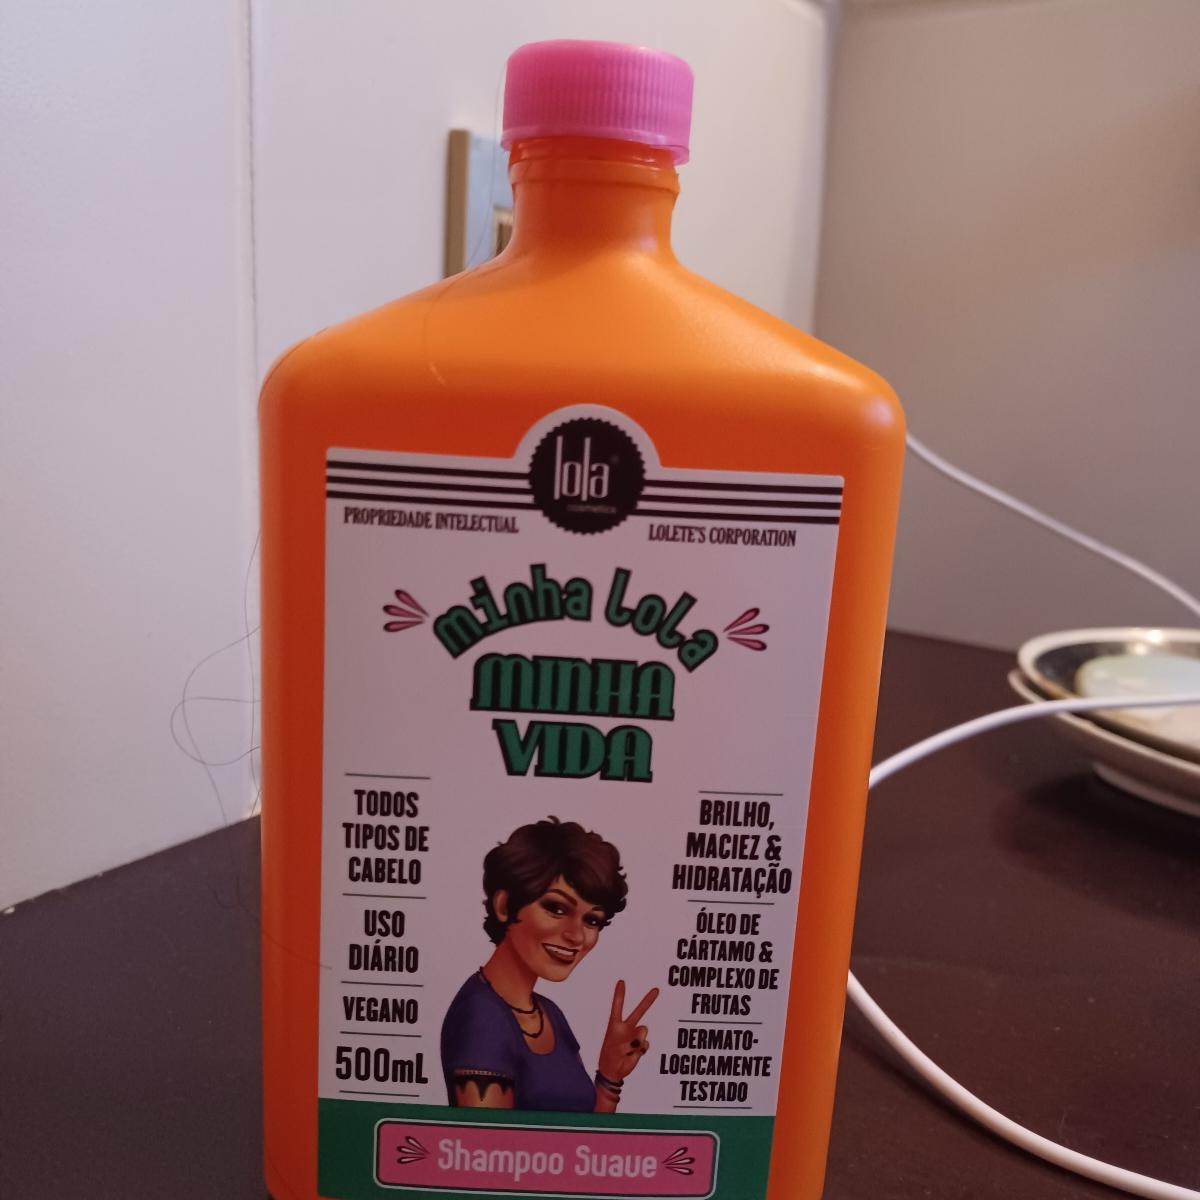 lola
cosmetics
PROPRIEDADE INTELECTUAL
LOLETE'S CORPORATION
minha lola
MINHA
VIDA
TODOS
TIPOS DE
CABELO
USO
DIÁRIO
VEGANO
500mL
BRILHO,
MACIEZ &
HIDRATAÇÃO
ÓLEO DE
CÁRTAMO &
COMPLEXO DE
FRUTAS
DERMATO-
LOGICAMENTE
TESTADO
Shampoo Suave